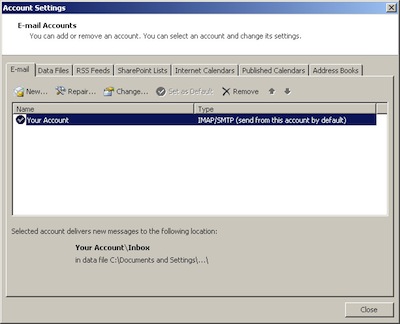 Account Settings
E-mail Accounts
You can add or remove an account. You can select an account and change its settings.
E-mail Data Files RSS Feeds SharePoint Lists Internet Calendars Published Calendars Address Books
New... Repair... Change... Set as Default Remove
Name Type
Your Account IMAP/SMTP (send from this account by default)
Selected account delivers new messages to the following location:
Your Account\Inbox
in data file C:\Documents and Settings\...\
Close